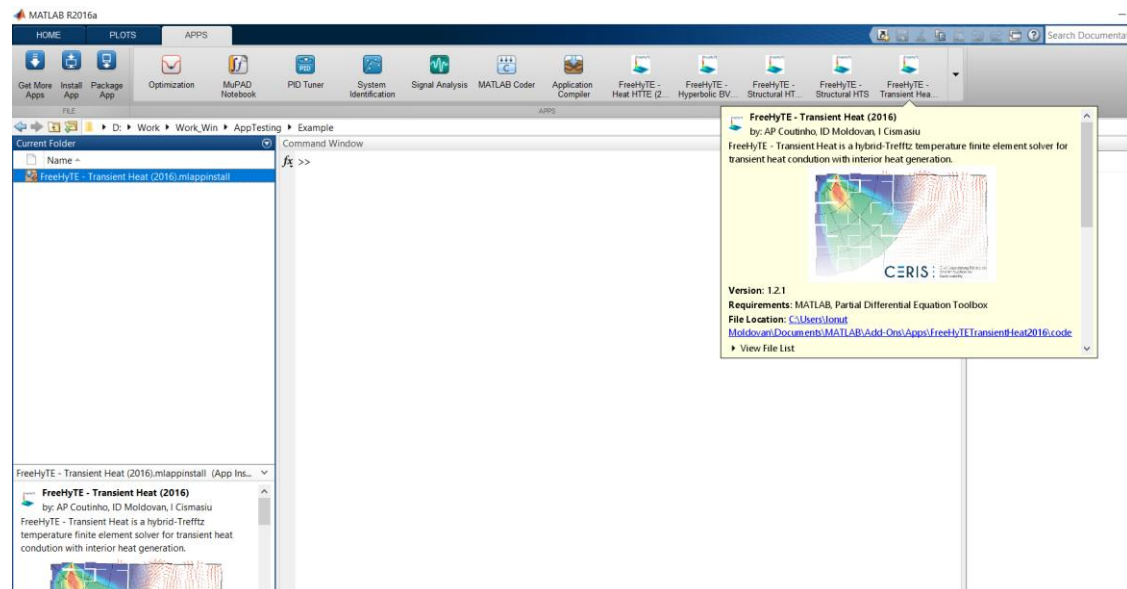 MATLAB R2016a
HOME PLOTS APPS
Search Documenta
Get More Apps
Install App
Package App
Optimization
MuPAD Notebook
PID Tuner
System Identification
Signal Analysis
MATLAB Coder
Application Compiler
FreeHyTE - Heat HTTE (2...
FreeHyTE - Hyperbolic BV...
FreeHyTE - Structural HT...
FreeHyTE - Structural HTS
FreeHyTE - Transient Hea...
FILE
APPS
D: Work Work_Win AppTesting Example
Current Folder
Name
FreeHyTE - Transient Heat (2016).mlappinstall
Command Window
fx >>
FreeHyTE - Transient Heat (2016)
by: AP Coutinho, ID Moldovan, I Cismasiu
FreeHyTE - Transient Heat is a hybrid-Trefftz temperature finite element solver for
transient heat condution with interior heat generation.
CERIS
Version: 1.2.1
Requirements: MATLAB, Partial Differential Equation Toolbox
File Location: C:\Users\Ionut
Moldovan\Documents\MATLAB\Add-Ons\Apps\FreeHyTETransientHeat2016\code
View File List
FreeHyTE - Transient Heat (2016).mlappinstall (App Ins...
FreeHyTE - Transient Heat (2016)
by: AP Coutinho, ID Moldovan, I Cismasiu
FreeHyTE - Transient Heat is a hybrid-Trefftz
temperature finite element solver for transient heat
condution with interior heat generation.